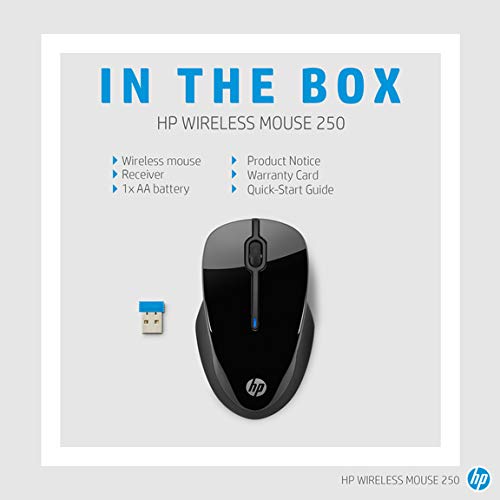 IN THE BOX
HP WIRELESS MOUSE 250
Wireless mouse
Receiver
1x AA battery
Product Notice
Warranty Card
Quick-Start Guide
hp
HP WIRELESS MOUSE 250
hp